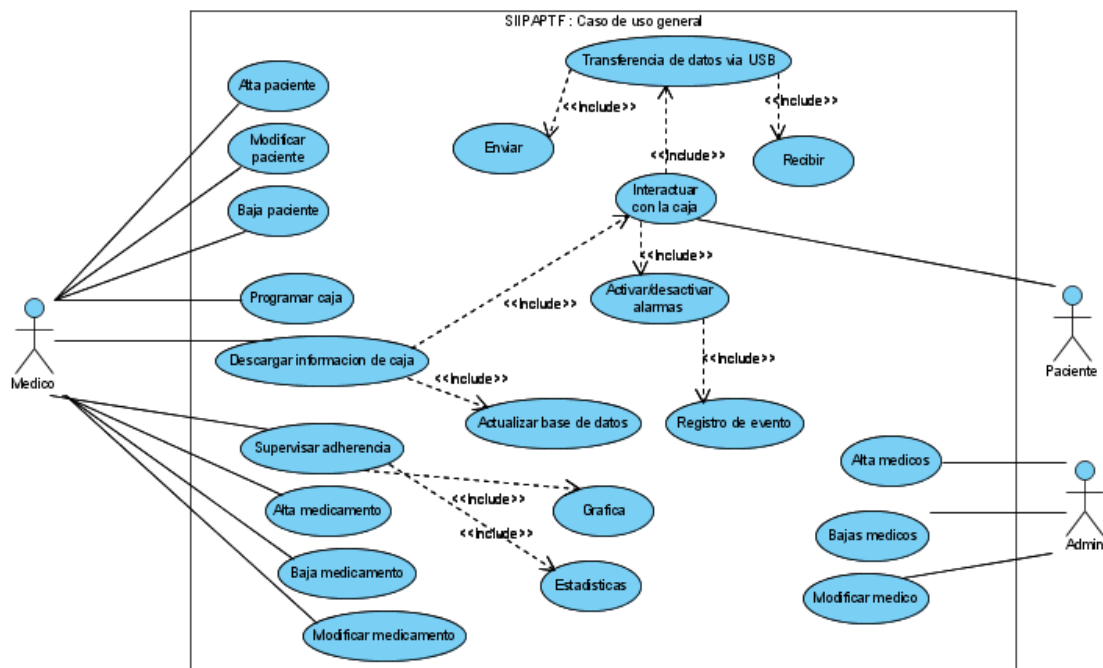 SIIPAPTF : Caso de uso general
Transferencia de datos via USB
Alta paciente
<<Include>>
<<Include>>
Modificar
paciente
Enviar
<<Include>>
Recibir
Interactuar
con la caja
Baja paciente
<<Include>>
Programar caja
<<Include>>
Activar/desactivar
alarmas
Medico
Descargar informacion de caja
<<Include>>
Paciente
<<Include>>
Actualizar base de datos
Registro de evento
Supervisar adherencia
Alta medicos
<<Include>>
Alta medicamento
Grafica
<<Include>>
Bajas medicos
Admin
Baja medicamento
Estadisticas
Modificar medico
Modificar medicamento